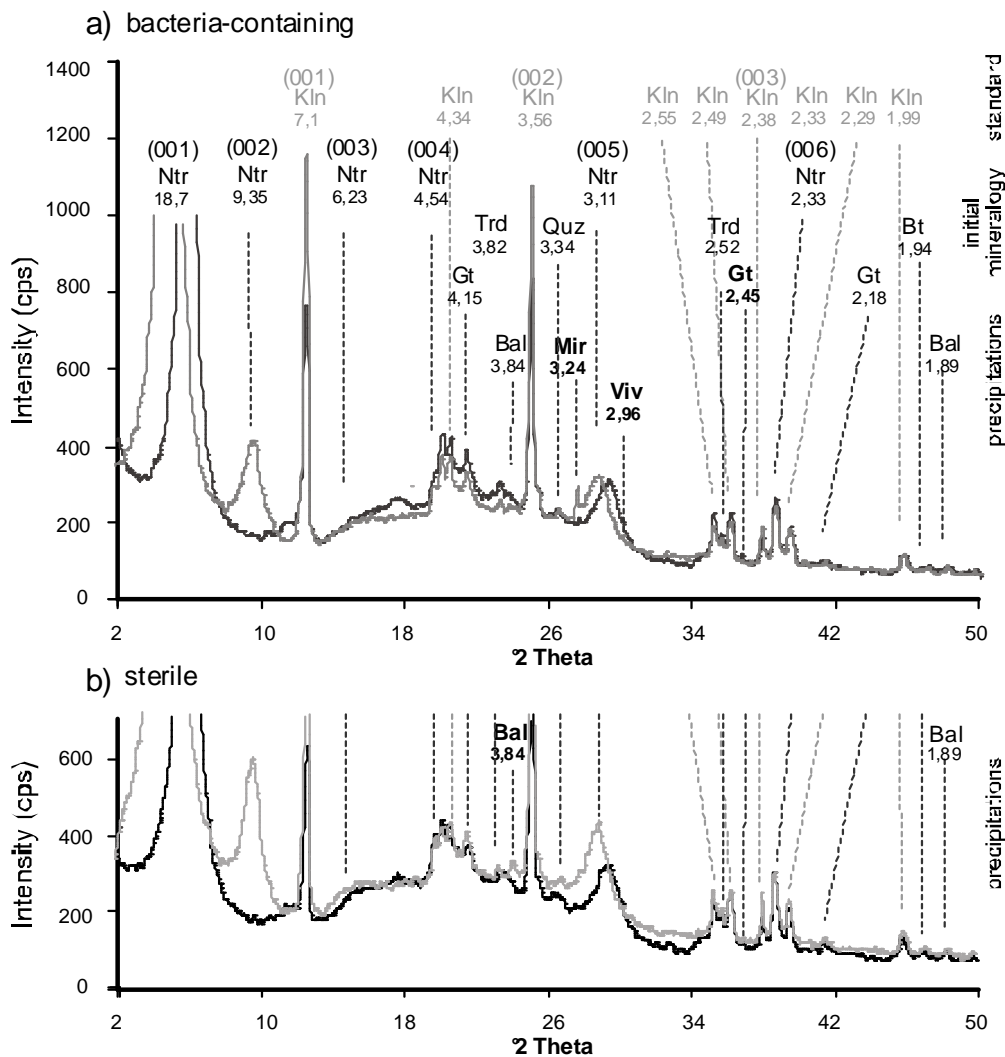 a) bacteria-containing
1400
1200
1000
800
600
400
200
0
Intensity (cps)
(001)
Kln
7,1
Kln
4,34
(002)
Kln
3,56
Kln
2,55
Kln
2,49
(003)
Kln
2,38
Kln
2,33
Kln
2,29
Kln
1,99
standard
(001)
Ntr
18,7
(002)
Ntr
9,35
(003)
Ntr
6,23
(004)
Ntr
4,54
(005)
Ntr
3,11
(006)
Ntr
2,33
initial
mineralogy
Trd
3,82
Quz
3,34
Trd
2,52
Bt
1,94
Gt
4,15
Gt
2,45
Gt
2,18
Bal
3,84
Mir
3,24
Viv
2,96
Bal
1,89
precipitations
2
10
18
26
34
42
50
°2 Theta
b) sterile
600
400
200
0
Intensity (cps)
Bal
3,84
Bal
1,89
precipitations
2
10
18
26
34
42
50
°2 Theta